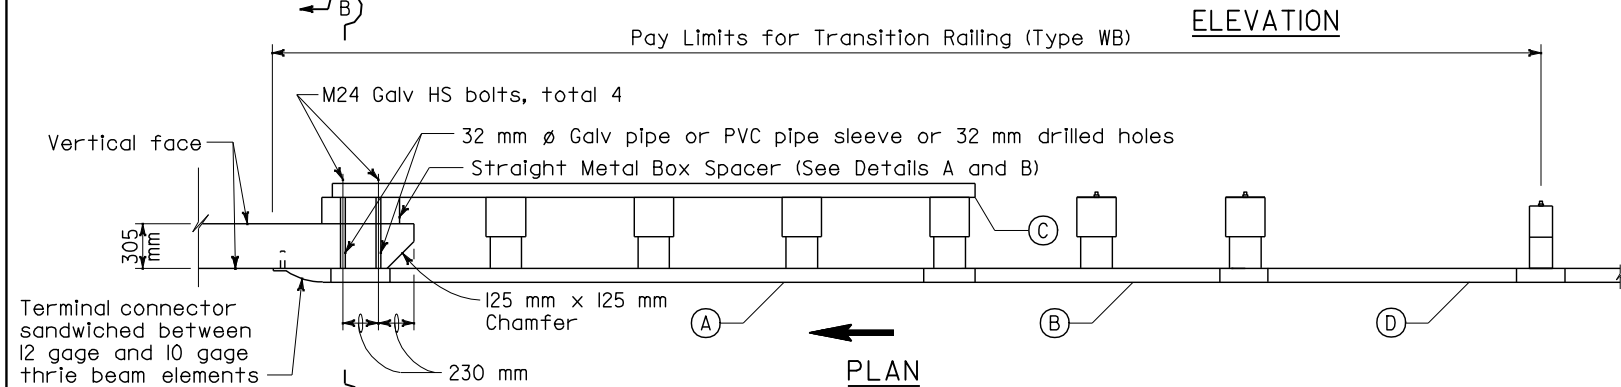 B
ELEVATION
Pay Limits for Transition Railing (Type WB)
M24 Galv HS bolts, total 4
32 mm ø Galv pipe or PVC pipe sleeve or 32 mm drilled holes
Vertical face
Straight Metal Box Spacer (See Details A and B)
305
mm
C
Terminal connector
sandwiched between
12 gage and 10 gage
thrie beam elements
125 mm x 125 mm
Chamfer
A
B
D
230 mm
PLAN